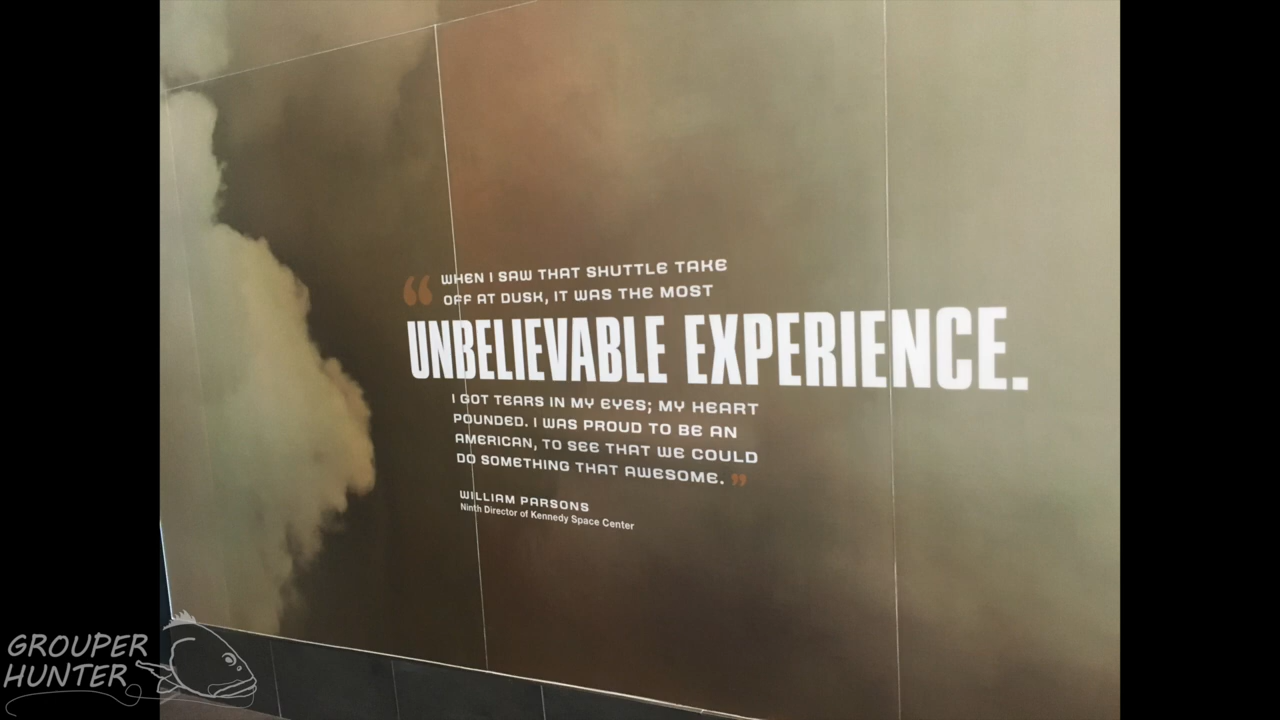 “ WHEN I SAW THAT SHUTTLE TAKE
OFF AT DUSK, IT WAS THE MOST
UNBELIEVABLE EXPERIENCE.
I GOT TEARS IN MY EYES; MY HEART
POUNDED. I WAS PROUD TO BE AN
AMERICAN, TO SEE THAT WE COULD
DO SOMETHING THAT AWESOME. ”
WILLIAM PARSONS
Ninth Director of Kennedy Space Center
GROUPER
HUNTER